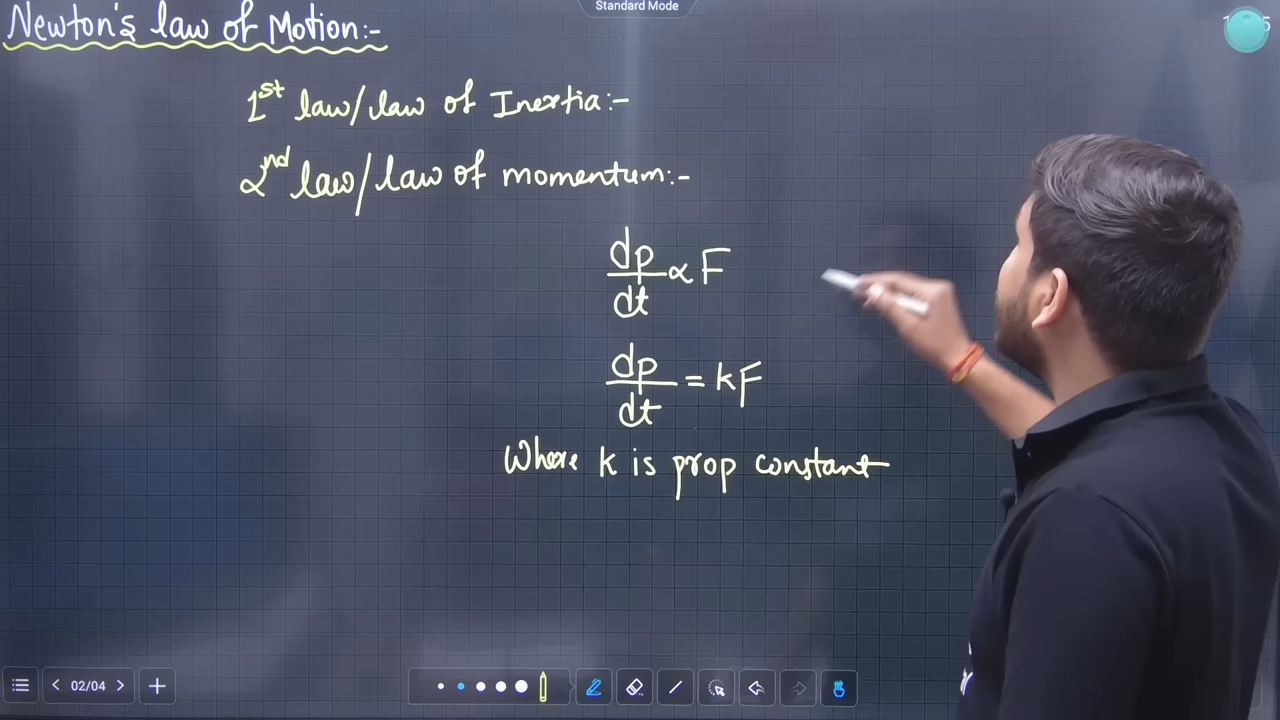 Standard Mode
Newton's law of Motion:-
1st law/law of Inertia:-
2nd law/law of momentum:-
dp/dt ∝ F
dp/dt = kF
Where k is prop constant
02/04